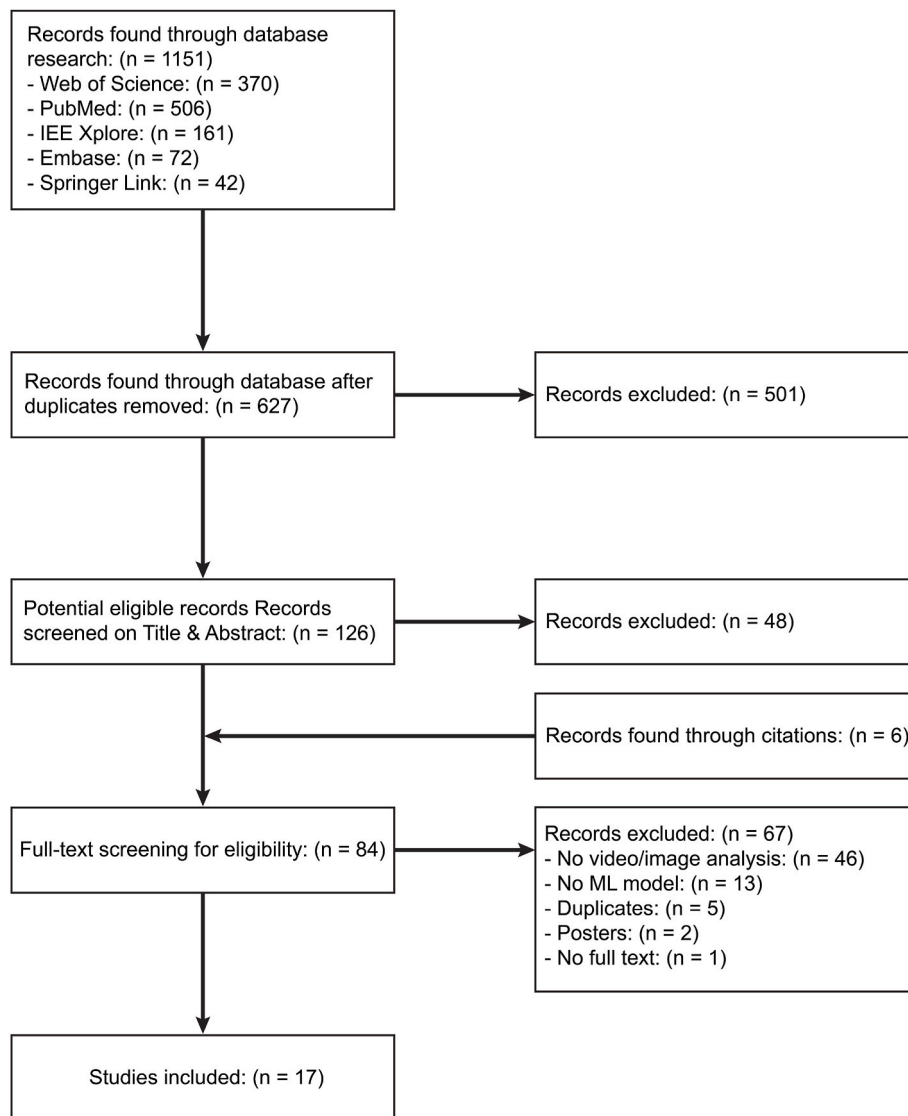 Records found through database
research: (n = 1151)
- Web of Science: (n = 370)
- PubMed: (n = 506)
- IEE Xplore: (n = 161)
- Embase: (n = 72)
- Springer Link: (n = 42)
Records found through database after
duplicates removed: (n = 627)
Records excluded: (n = 501)
Potential eligible records Records
screened on Title & Abstract: (n = 126)
Records excluded: (n = 48)
Records found through citations: (n = 6)
Full-text screening for eligibility: (n = 84)
Records excluded: (n = 67)
- No video/image analysis: (n = 46)
- No ML model: (n = 13)
- Duplicates: (n = 5)
- Posters: (n = 2)
- No full text: (n = 1)
Studies included: (n = 17)